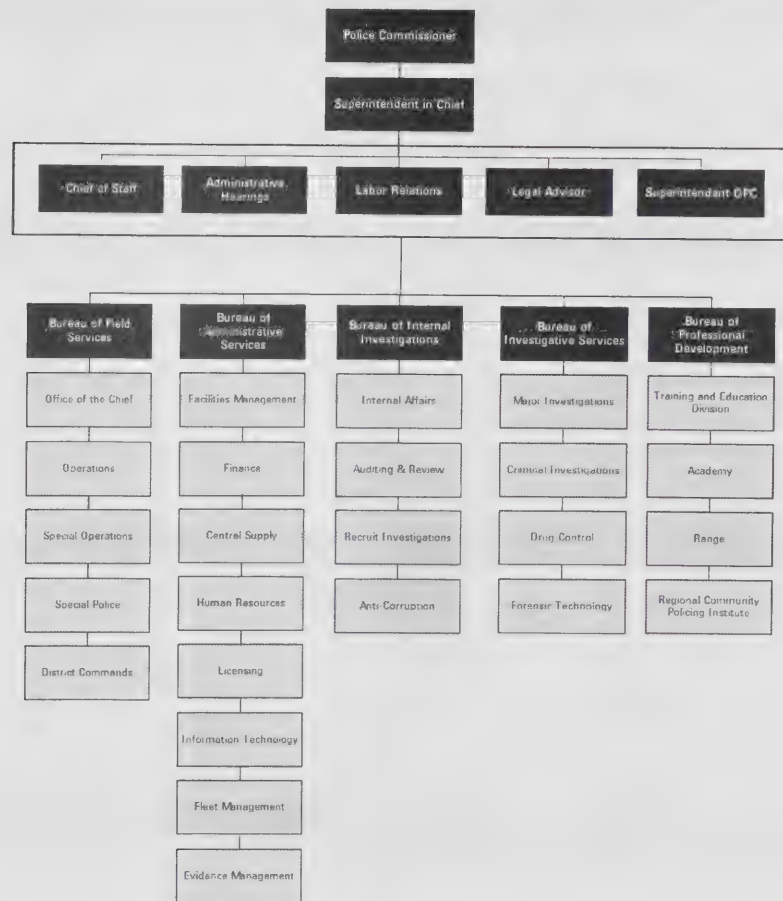 Police Commissioner
Superintendent in Chief
Chief of Staff
Administrative
Hearings
Labor Relations
Legal Advisor
Superintendant OPC
Bureau of Field
Services
Bureau of
Administrative
Services
Bureau of Internal
Investigations
Bureau of
Investigative Services
Bureau of
Professional
Development
Office of the Chief
Operations
Special Operations
Special Police
District Commands
Facilities Management
Finance
Central Supply
Human Resources
Licensing
Information Technology
Fleet Management
Evidence Management
Internal Affairs
Auditing & Review
Recruit Investigations
Anti-Corruption
Major Investigations
Criminal Investigations
Drug Control
Forensic Technology
Training and Education
Division
Academy
Range
Regional Community
Policing Institute